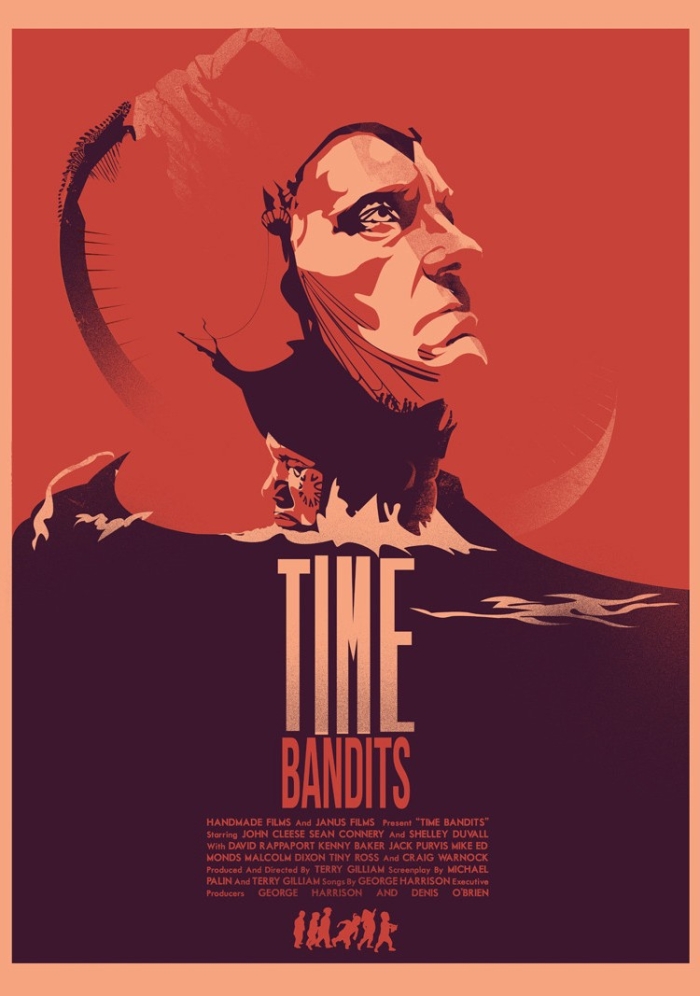 TIME
BANDITS
HANDMADE FILMS And JANUS FILMS Present "TIME BANDITS"
Starring JOHN CLEESE SEAN CONNERY And SHELLEY DUVALL
With DAVID RAPPAPORT KENNY BAKER JACK PURVIS MIKE ED
MONDS MALCOLM DIXON TINY ROSS And CRAIG WARNOCK
Produced And Directed By TERRY GILLIAM Screenplay By MICHAEL
PALIN And TERRY GILLIAM Songs By GEORGE HARRISON Executive
Producers GEORGE HARRISON AND DENIS O'BRIEN